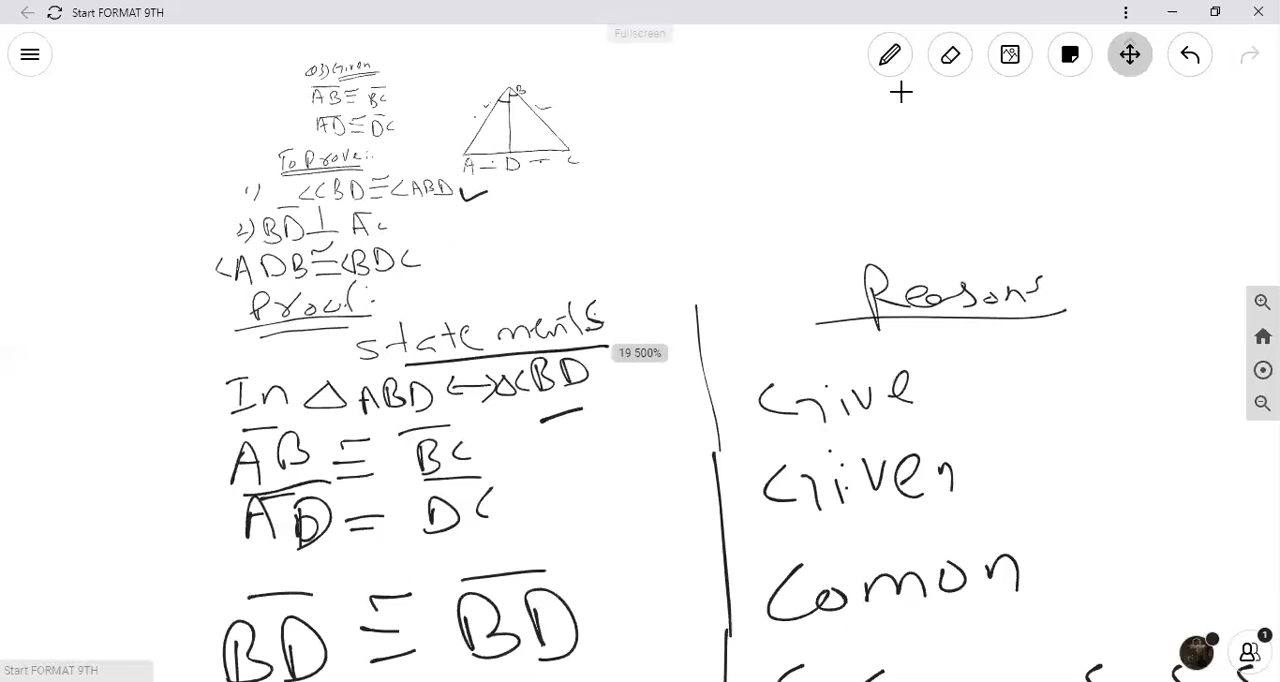 Start FORMAT 9TH
Fullscreen
Q3) Given
AB ≅ BC
AD ≅ DC
To Prove:
B
A D C
1) <CBD ≅ <ABD ✓
2) BD ⊥ AC
<ADB ≅ <BDC
Proof:
Statements
Reasons
19 500%
In △ABD ↔ △CBD
Give
AB ≅ BC
Given
AD = DC
Comon
BD ≅ BD
Start FORMAT 9TH
1